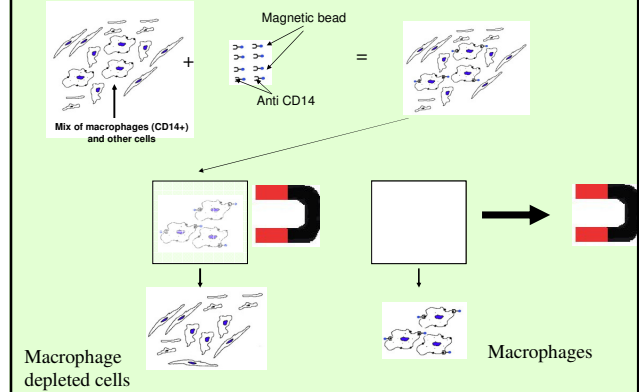 Magnetic bead
+
=
Anti CD14
Mix of macrophages (CD14+)
and other cells
Macrophage
depleted cells
Macrophages